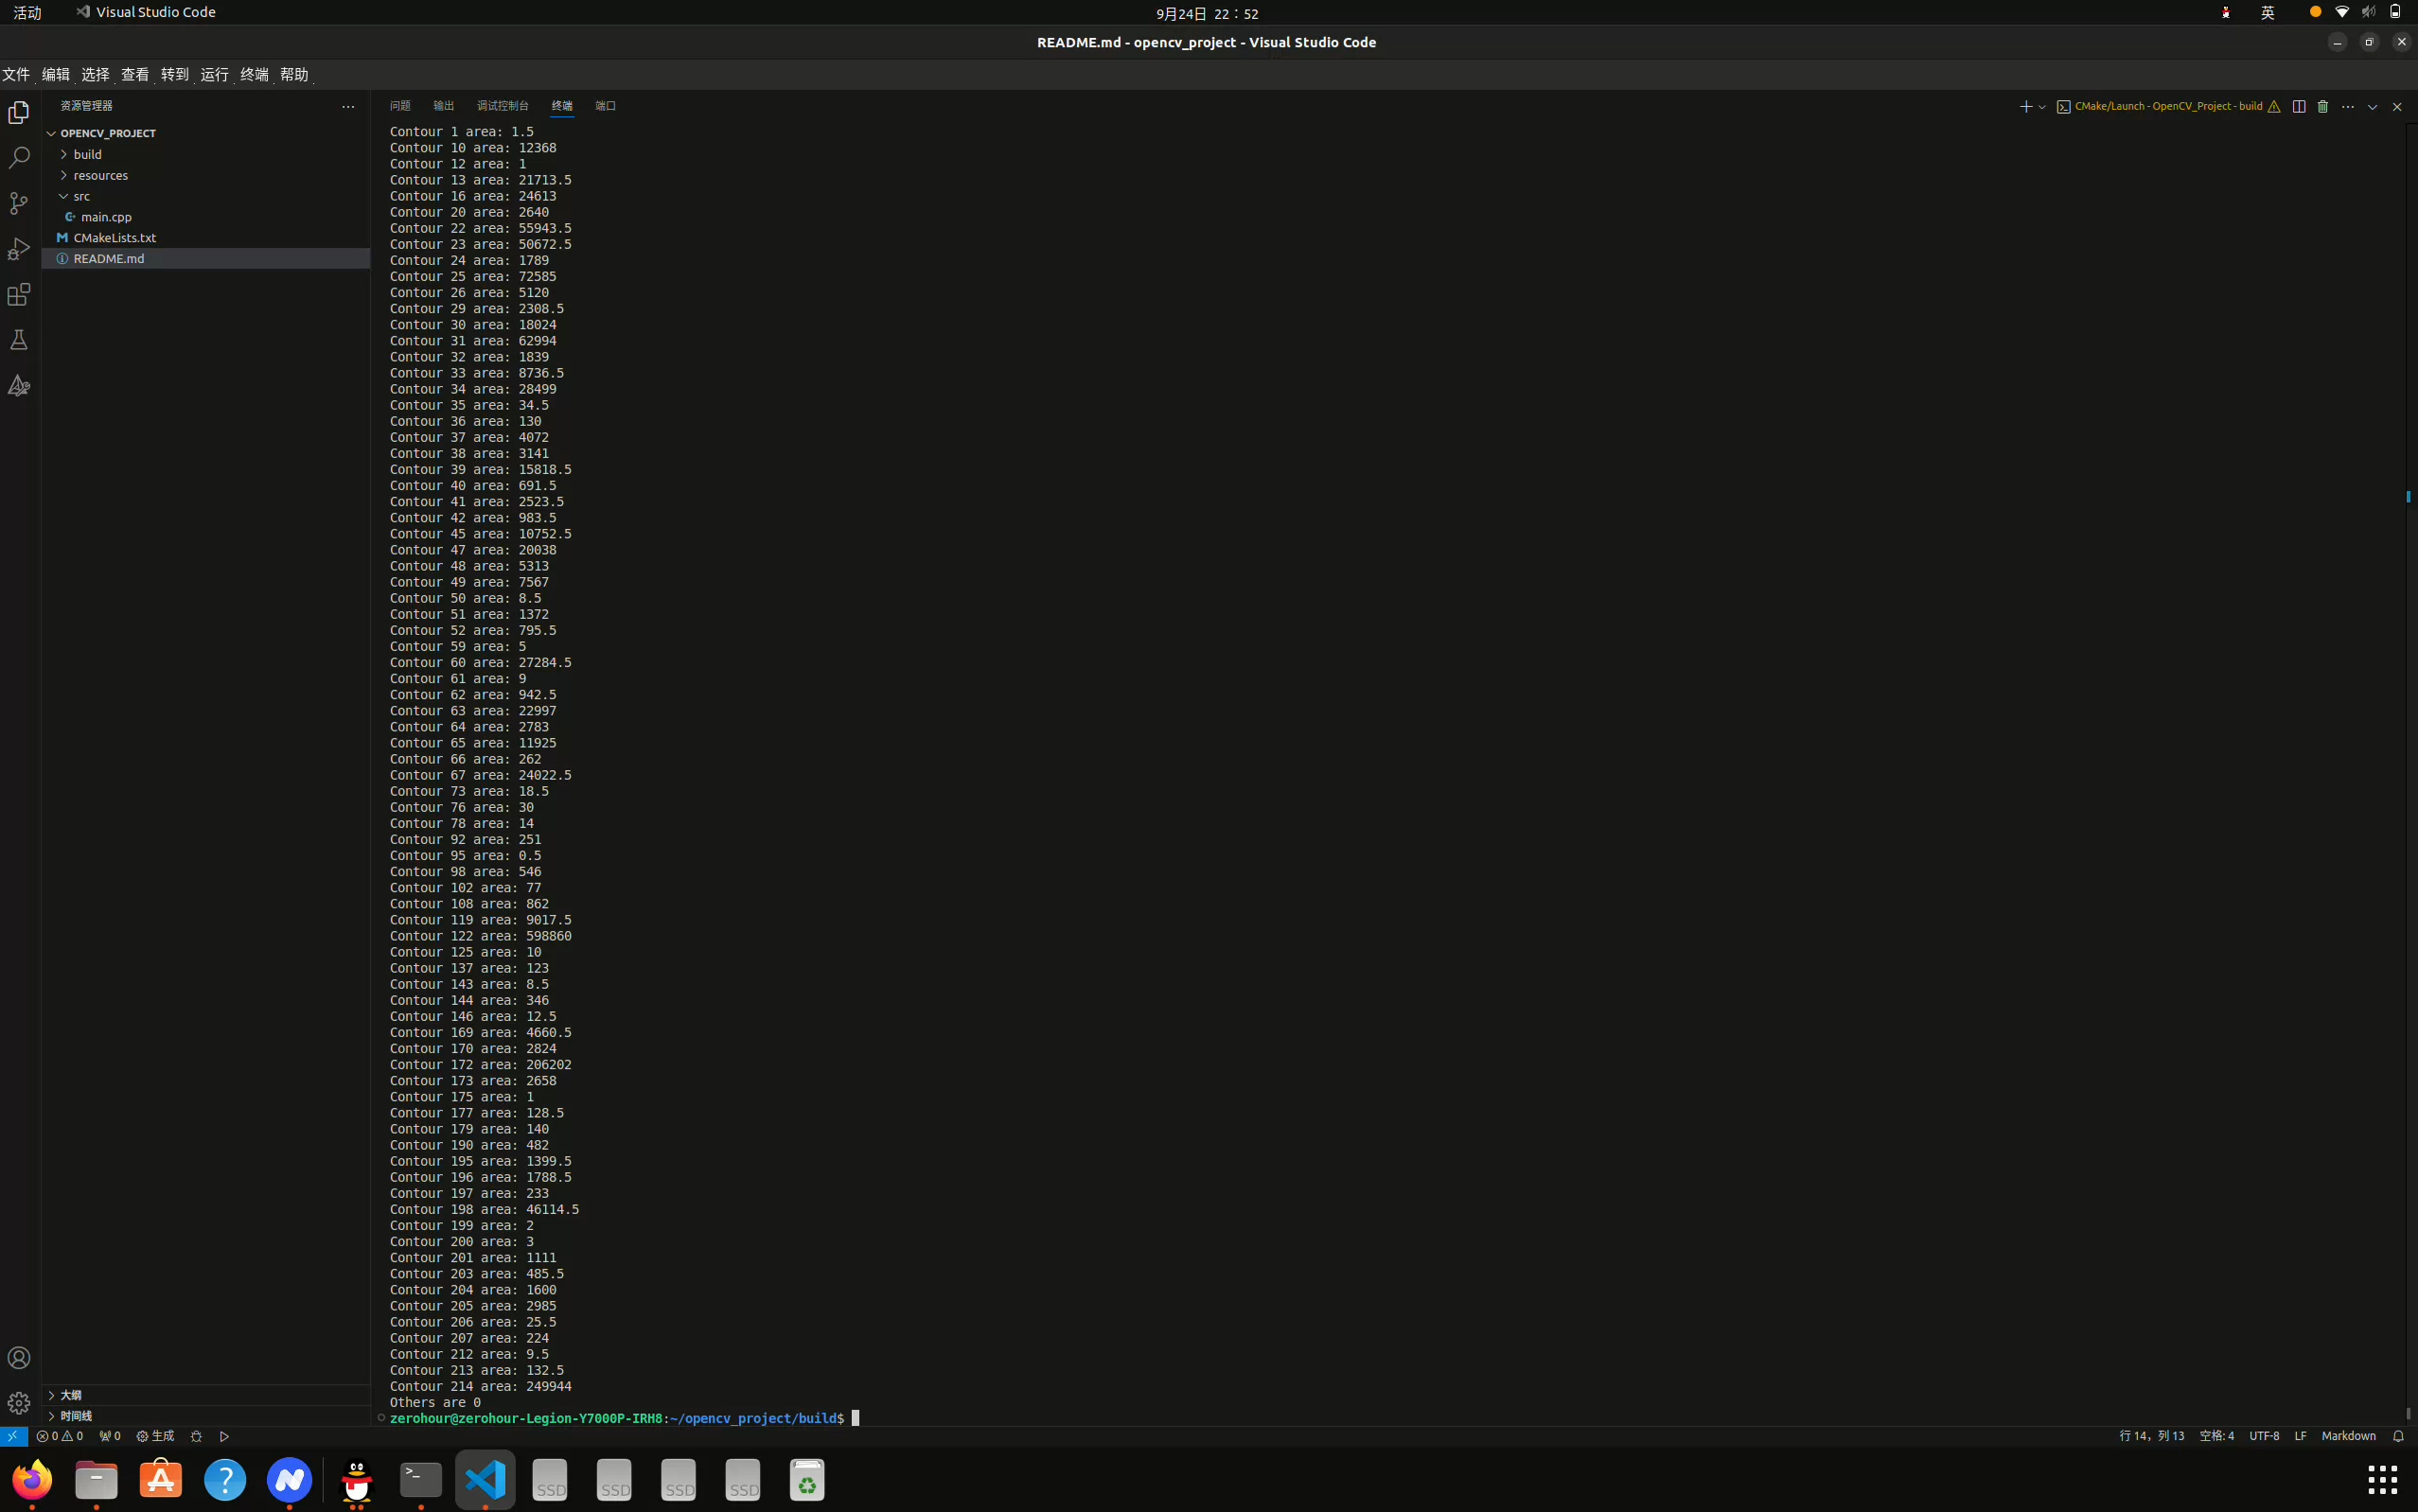 活动 Visual Studio Code 9月24日 22：52 英
README.md - opencv_project - Visual Studio Code
文件 编辑 选择 查看 转到 运行 终端 帮助
资源管理器
OPENCV_PROJECT
build
resources
src
main.cpp
CMakeLists.txt
README.md
大纲
时间线
问题 输出 调试控制台 终端 端口 CMake/Launch - OpenCV_Project - build
Contour 1 area: 1.5
Contour 10 area: 12368
Contour 12 area: 1
Contour 13 area: 21713.5
Contour 16 area: 24613
Contour 20 area: 2640
Contour 22 area: 55943.5
Contour 23 area: 50672.5
Contour 24 area: 1789
Contour 25 area: 72585
Contour 26 area: 5120
Contour 29 area: 2308.5
Contour 30 area: 18024
Contour 31 area: 62994
Contour 32 area: 1839
Contour 33 area: 8736.5
Contour 34 area: 28499
Contour 35 area: 34.5
Contour 36 area: 130
Contour 37 area: 4072
Contour 38 area: 3141
Contour 39 area: 15818.5
Contour 40 area: 691.5
Contour 41 area: 2523.5
Contour 42 area: 983.5
Contour 45 area: 10752.5
Contour 47 area: 20038
Contour 48 area: 5313
Contour 49 area: 7567
Contour 50 area: 8.5
Contour 51 area: 1372
Contour 52 area: 795.5
Contour 59 area: 5
Contour 60 area: 27284.5
Contour 61 area: 9
Contour 62 area: 942.5
Contour 63 area: 22997
Contour 64 area: 2783
Contour 65 area: 11925
Contour 66 area: 262
Contour 67 area: 24022.5
Contour 73 area: 18.5
Contour 76 area: 30
Contour 78 area: 14
Contour 92 area: 251
Contour 95 area: 0.5
Contour 98 area: 546
Contour 102 area: 77
Contour 108 area: 862
Contour 119 area: 9017.5
Contour 122 area: 598860
Contour 125 area: 10
Contour 137 area: 123
Contour 143 area: 8.5
Contour 144 area: 346
Contour 146 area: 12.5
Contour 169 area: 4660.5
Contour 170 area: 2824
Contour 172 area: 206202
Contour 173 area: 2658
Contour 175 area: 1
Contour 177 area: 128.5
Contour 179 area: 140
Contour 190 area: 482
Contour 195 area: 1399.5
Contour 196 area: 1788.5
Contour 197 area: 233
Contour 198 area: 46114.5
Contour 199 area: 2
Contour 200 area: 3
Contour 201 area: 1111
Contour 203 area: 485.5
Contour 204 area: 1600
Contour 205 area: 2985
Contour 206 area: 25.5
Contour 207 area: 224
Contour 212 area: 9.5
Contour 213 area: 132.5
Contour 214 area: 249944
Others are 0
zerohour@zerohour-Legion-Y7000P-IRH8:~/opencv_project/build$
0 0 0 生成 行 14，列 13 空格: 4 UTF-8 LF Markdown
SSD SSD SSD SSD